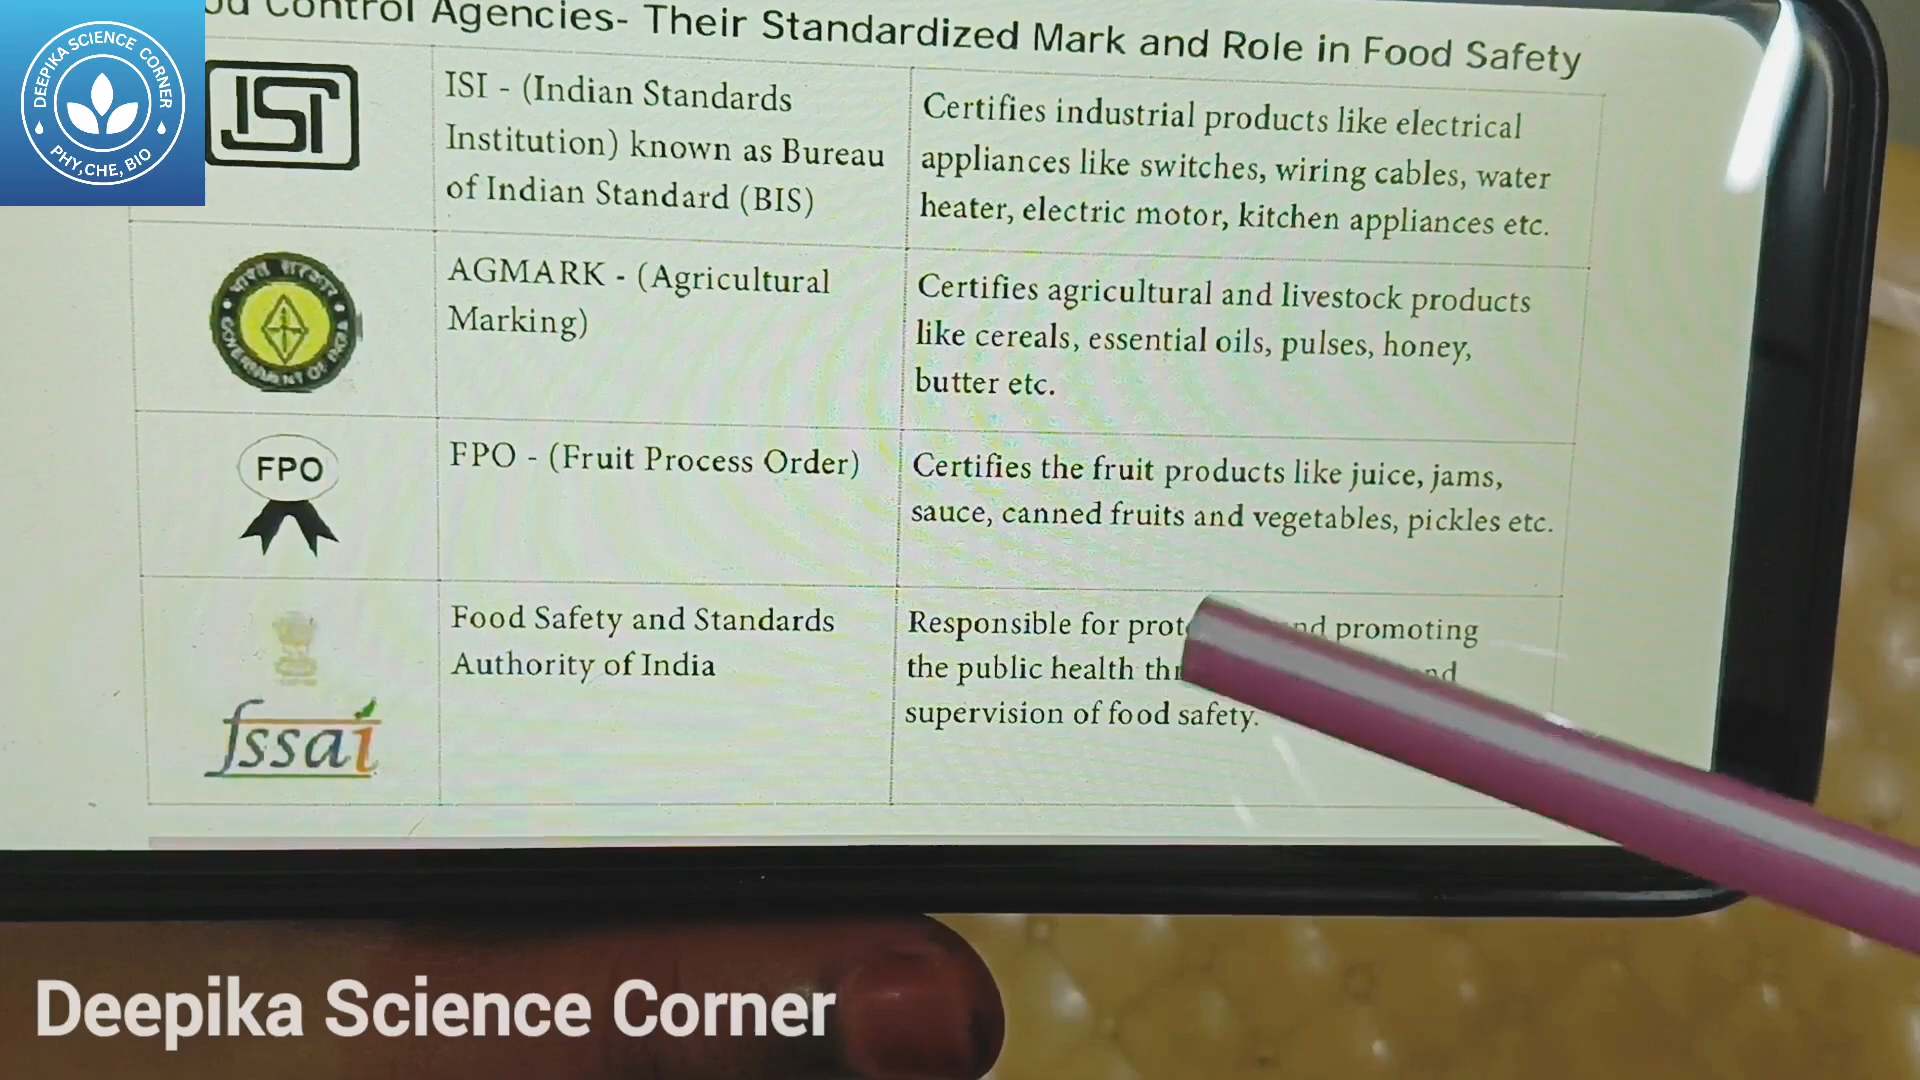 DEEPIKA SCIENCE CORNER
PHY,CHE, BIO
Control Agencies- Their Standardized Mark and Role in Food Safety
ISI
ISI - (Indian Standards
Institution) known as Bureau
of Indian Standard (BIS)
Certifies industrial products like electrical
appliances like switches, wiring cables, water
heater, electric motor, kitchen appliances etc.
भारत सरकार
GOVERNMENT OF INDIA
AGMARK - (Agricultural
Marking)
Certifies agricultural and livestock products
like cereals, essential oils, pulses, honey,
butter etc.
FPO
FPO - (Fruit Process Order)
Certifies the fruit products like juice, jams,
sauce, canned fruits and vegetables, pickles etc.
fssai
Food Safety and Standards
Authority of India
Responsible for promoting
the public health
supervision of food safety.
Deepika Science Corner